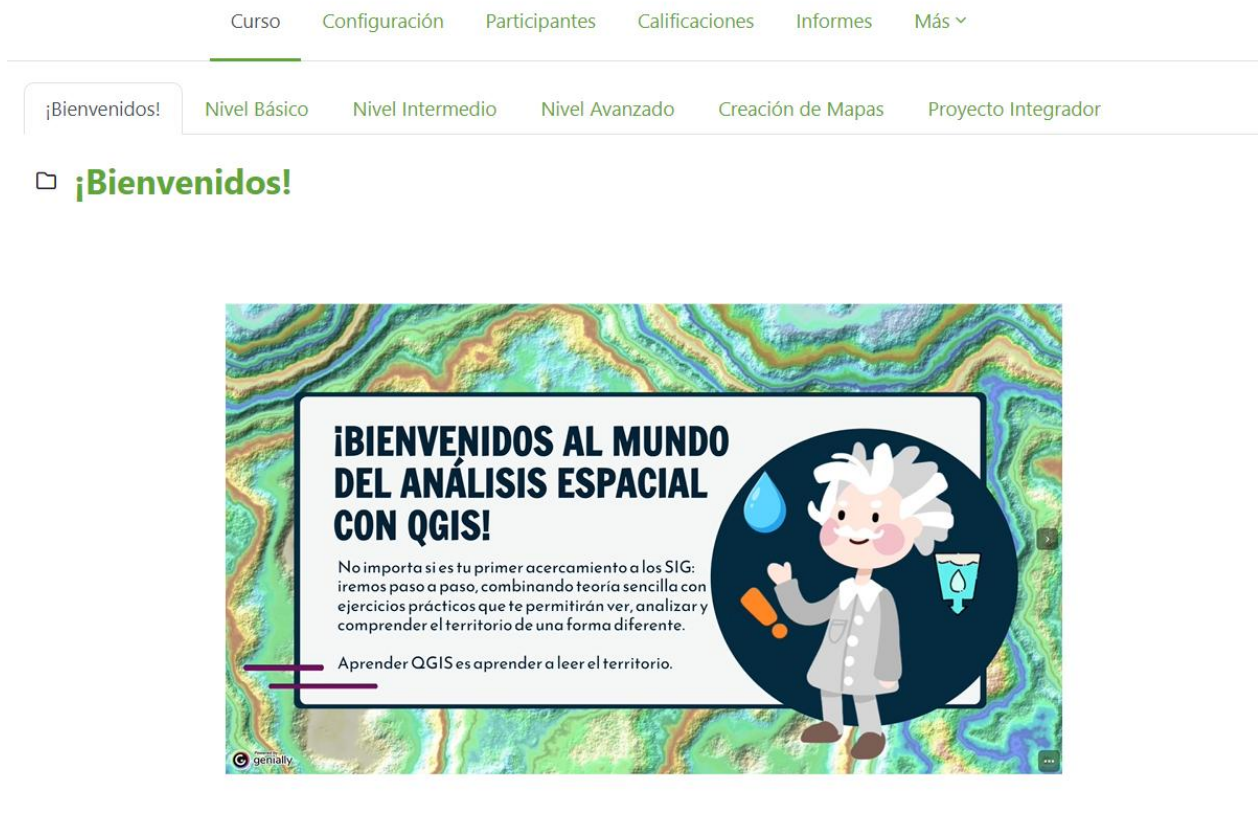 Curso Configuración Participantes Calificaciones Informes Más
¡Bienvenidos! Nivel Básico Nivel Intermedio Nivel Avanzado Creación de Mapas Proyecto Integrador
¡Bienvenidos!
¡BIENVENIDOS AL MUNDO
DEL ANÁLISIS ESPACIAL
CON QGIS!
No importa si es tu primer acercamiento a los SIG:
iremos paso a paso, combinando teoría sencilla con
ejercicios prácticos que te permitirán ver, analizar y
comprender el territorio de una forma diferente.
Aprender QGIS es aprender a leer el territorio.
Powered by
genially